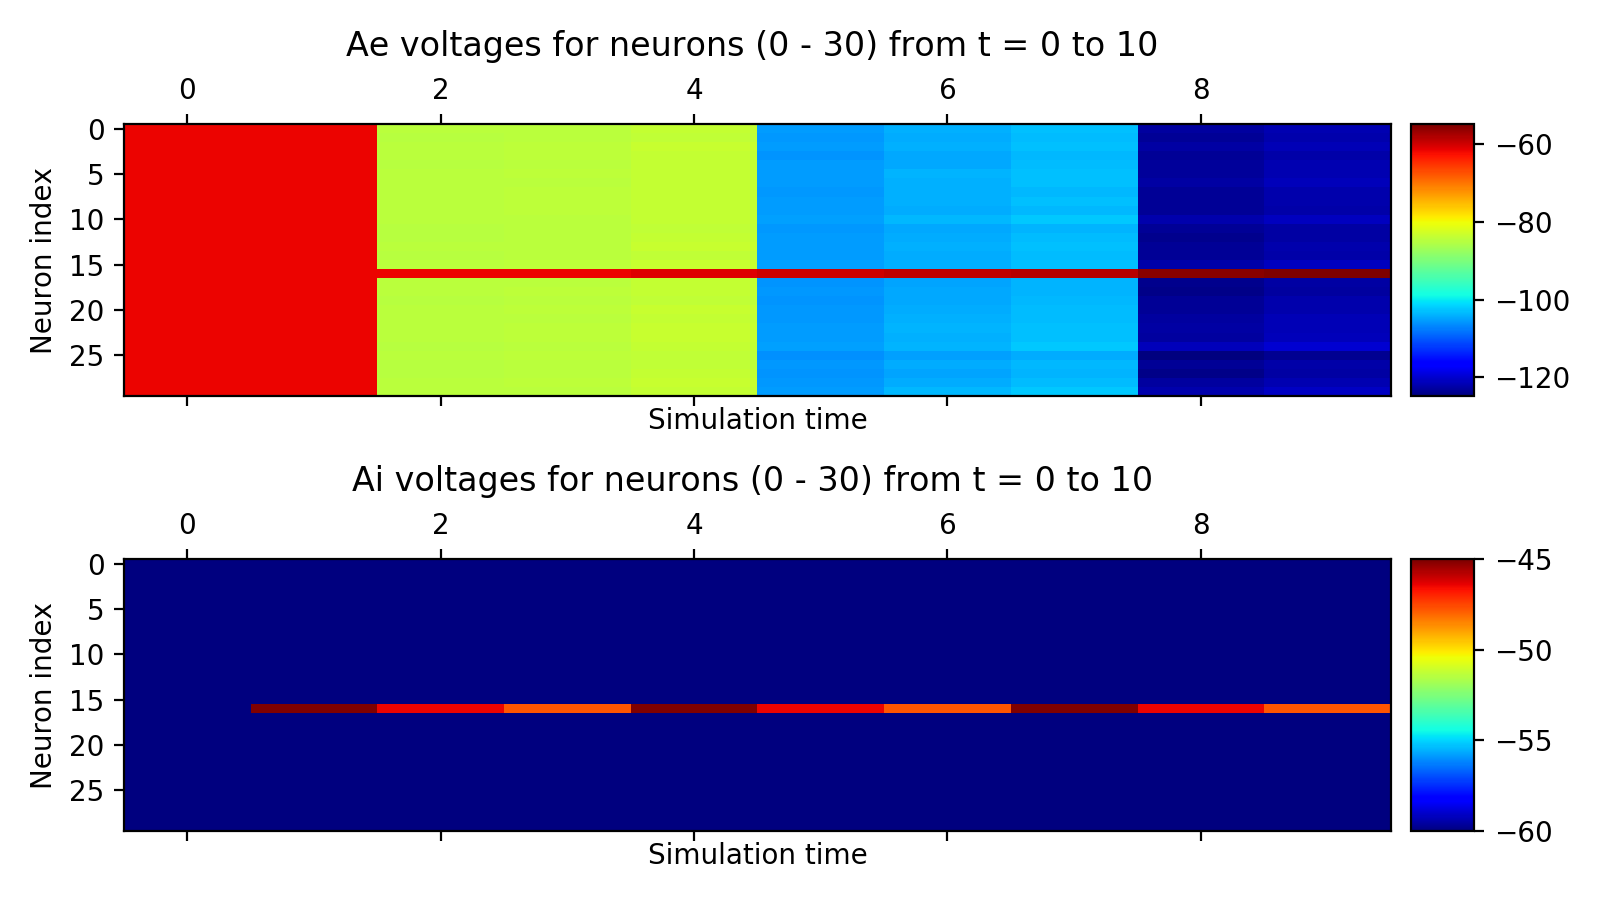 Ae voltages for neurons (0 - 30) from t = 0 to 10
0 2 4 6 8
Neuron index
0
5
10
15
20
25
−60
−80
−100
−120
Simulation time
Ai voltages for neurons (0 - 30) from t = 0 to 10
0 2 4 6 8
Neuron index
0
5
10
15
20
25
−45
−50
−55
−60
Simulation time